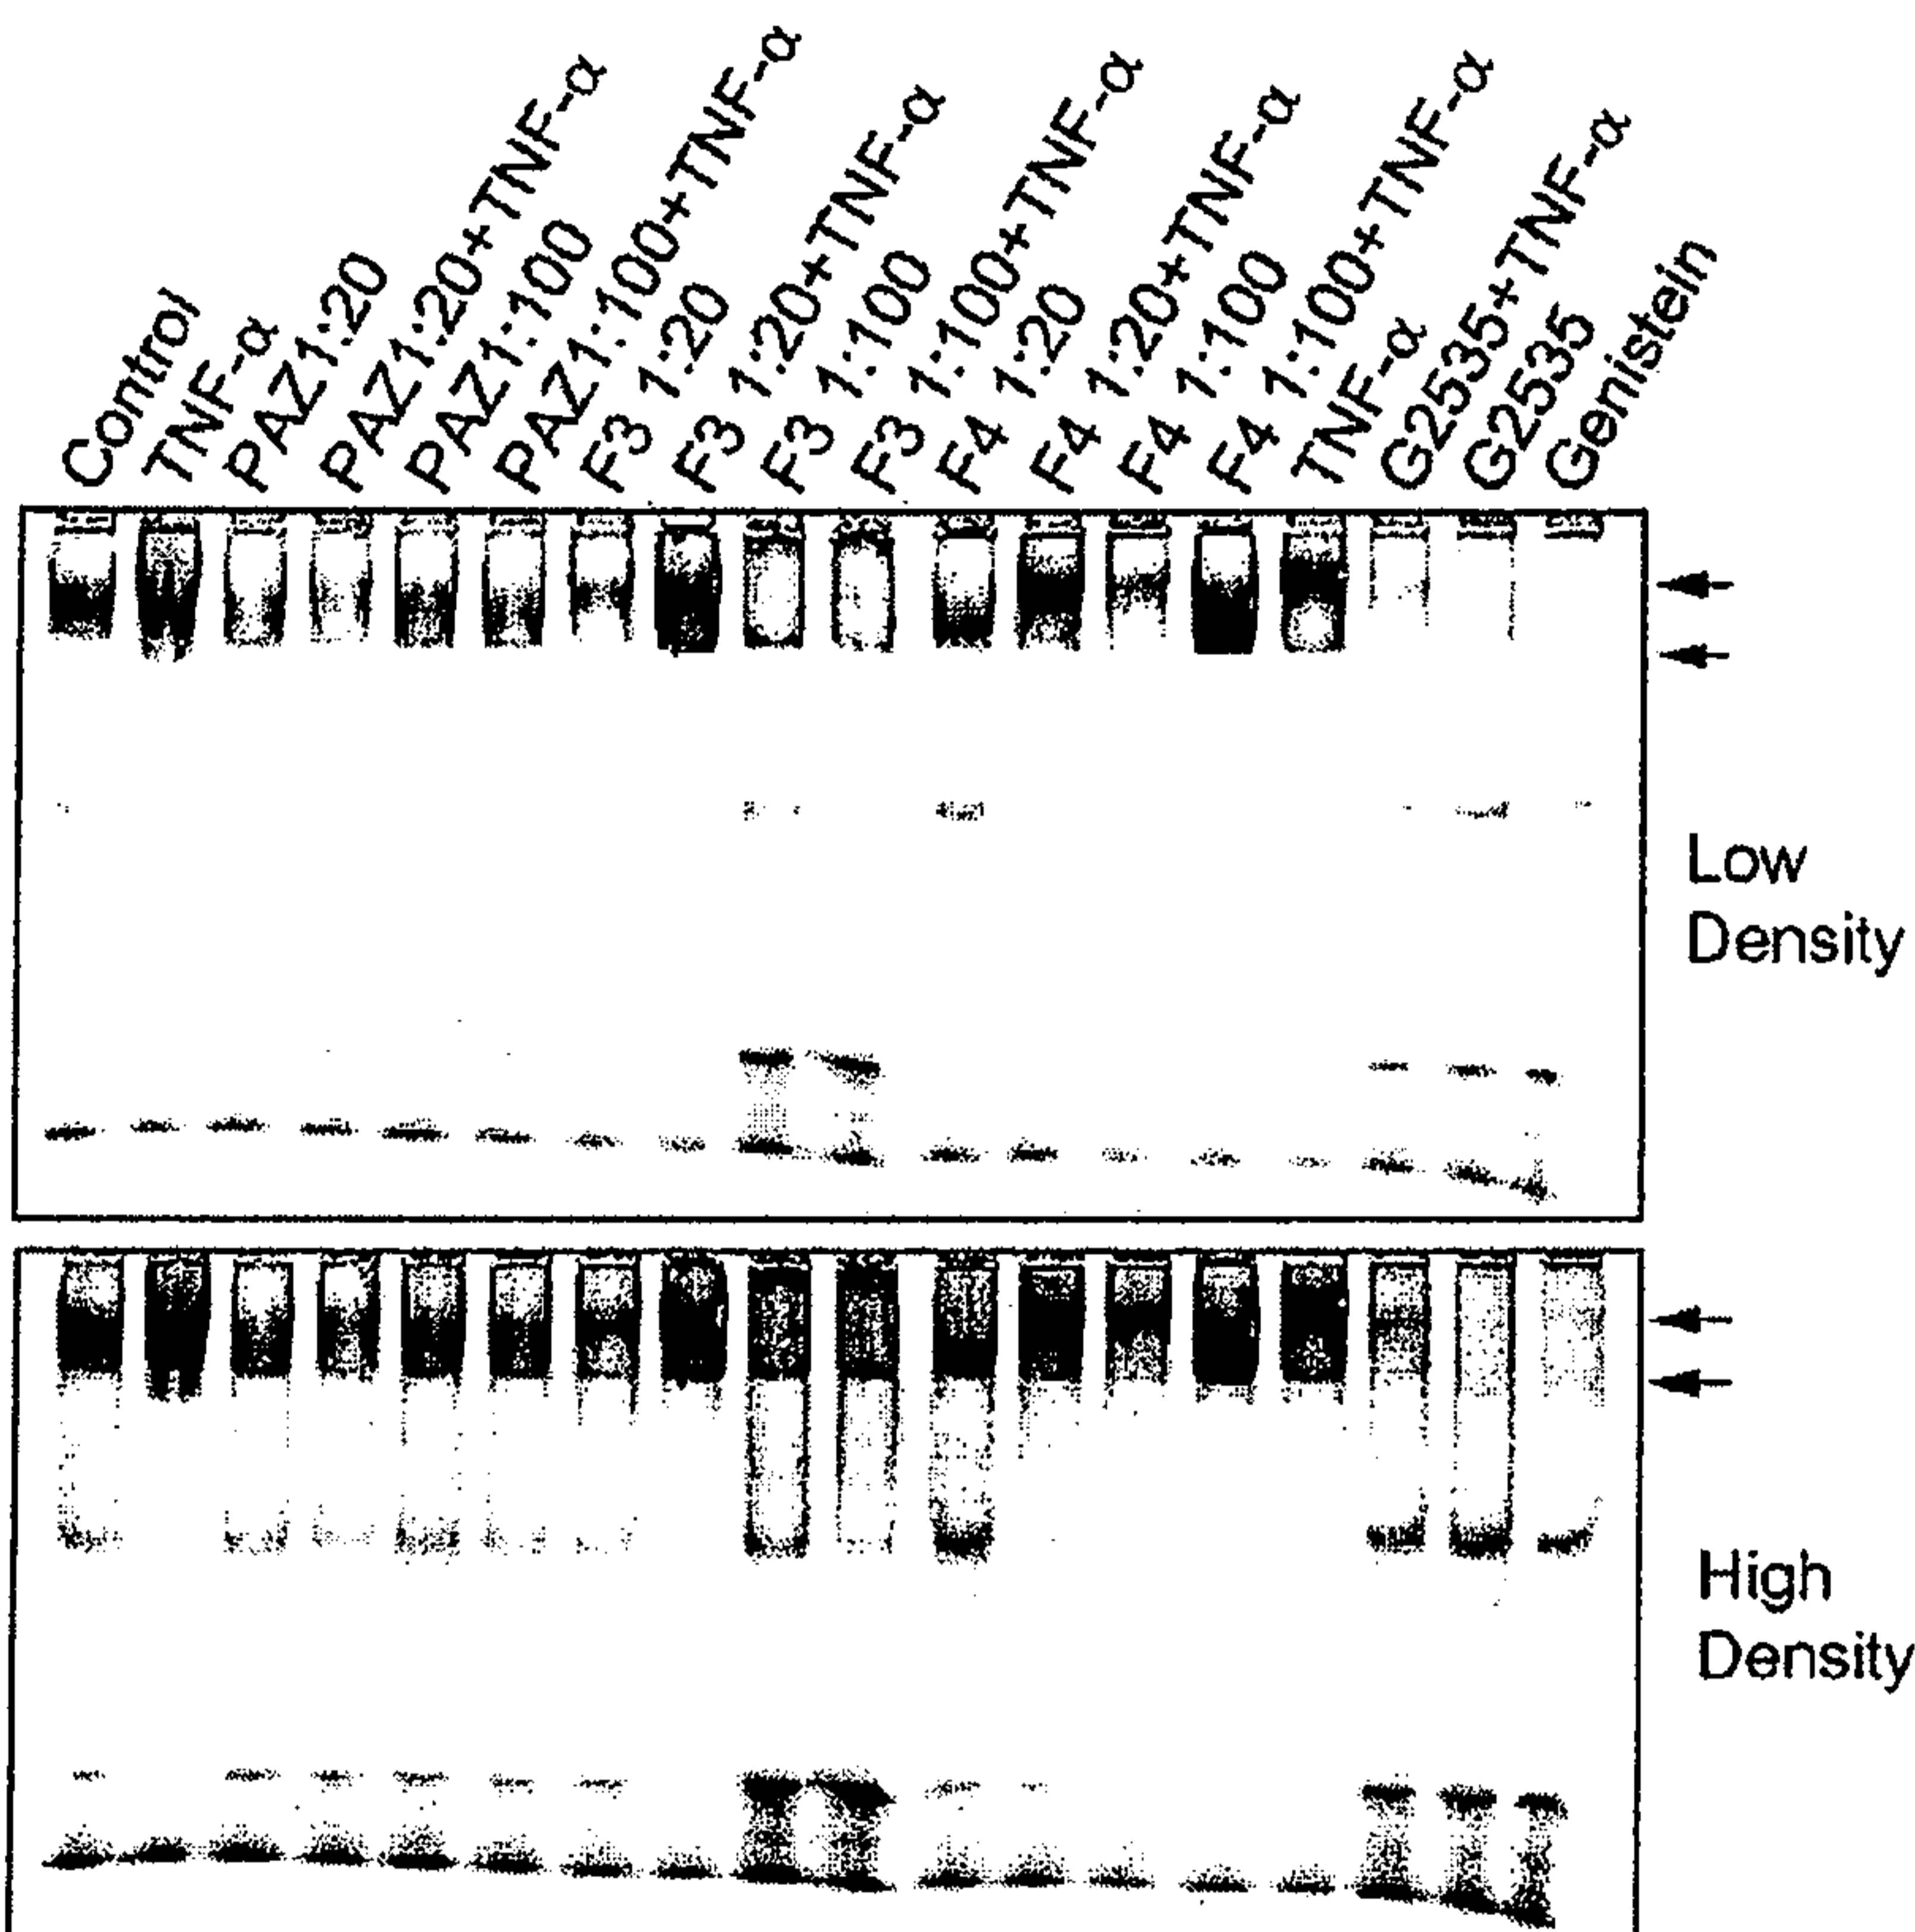 Control
TNF-α
PAZ1:20
PAZ1:20+TNF-α
PAZ1:100
PAZ1:100+TNF-α
F3 1:20
F3 1:20+TNF-α
F3 1:100
F3 1:100+TNF-α
F4 1:20
F4 1:20+TNF-α
F4 1:100
F4 1:100+TNF-α
TNF-α
G2535+TNF-α
G2535
Genistein
Low
Density
High
Density